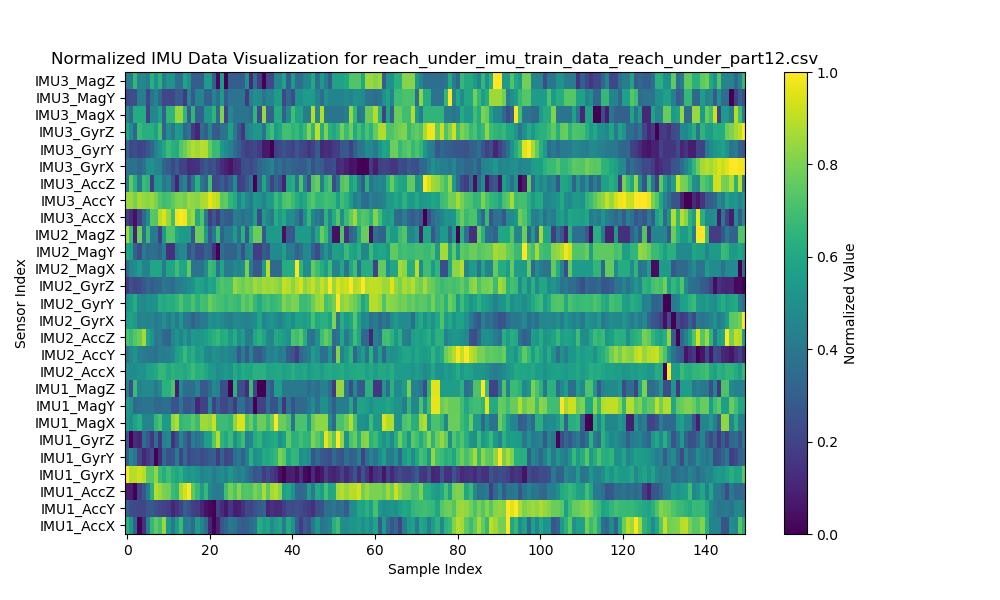 Normalized IMU Data Visualization for reach_under_imu_train_data_reach_under_part12.csv
Sensor Index
IMU3_MagZ
IMU3_MagY
IMU3_MagX
IMU3_GyrZ
IMU3_GyrY
IMU3_GyrX
IMU3_AccZ
IMU3_AccY
IMU3_AccX
IMU2_MagZ
IMU2_MagY
IMU2_MagX
IMU2_GyrZ
IMU2_GyrY
IMU2_GyrX
IMU2_AccZ
IMU2_AccY
IMU2_AccX
IMU1_MagZ
IMU1_MagY
IMU1_MagX
IMU1_GyrZ
IMU1_GyrY
IMU1_GyrX
IMU1_AccZ
IMU1_AccY
IMU1_AccX
0 20 40 60 80 100 120 140
Sample Index
1.0
0.8
0.6
0.4
0.2
0.0
Normalized Value